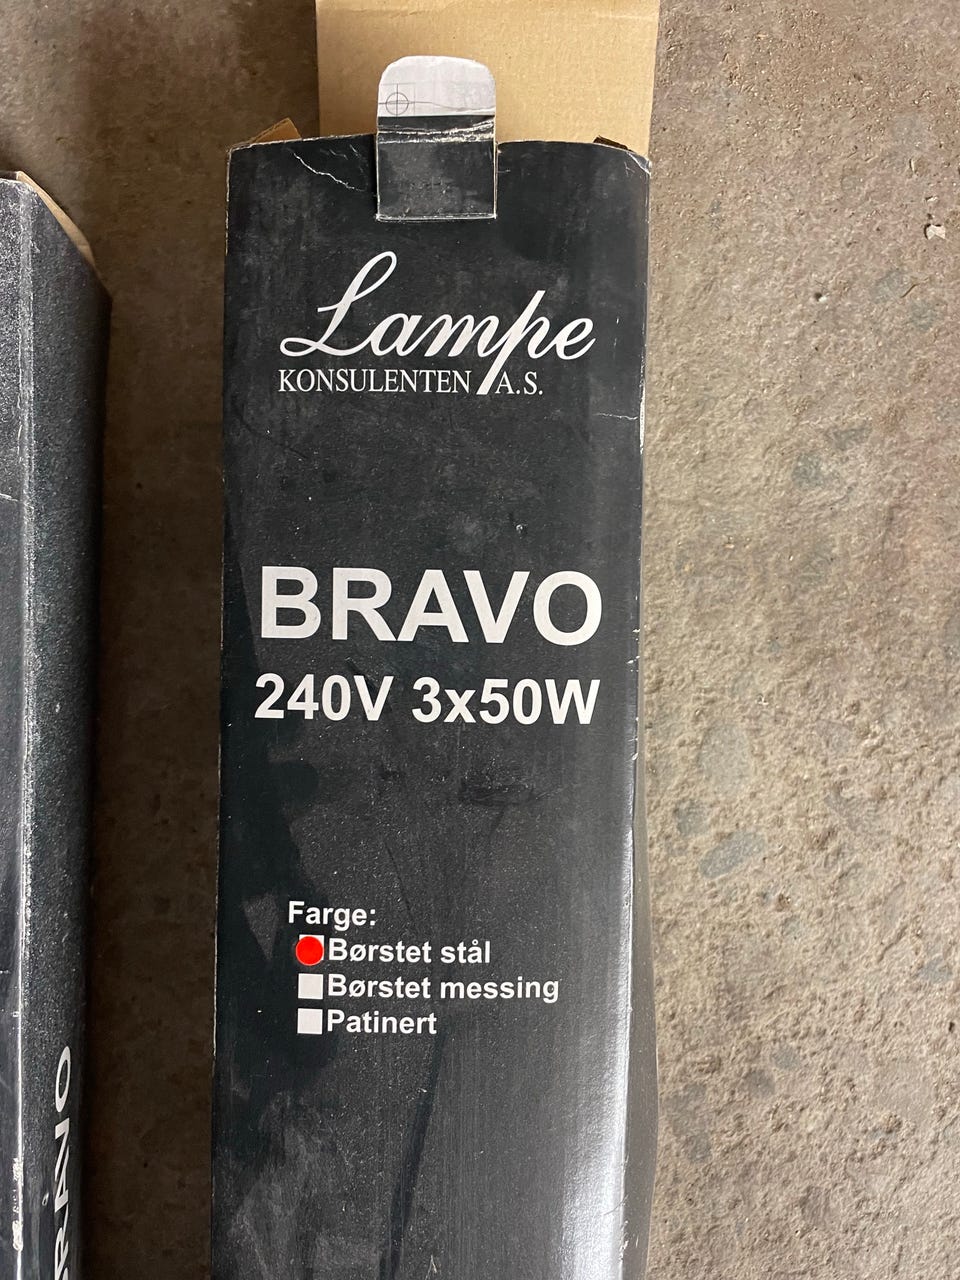 Lampe
KONSULENTEN A.S.
BRAVO
240V 3x50W
Farge:
Børstet stål
Børstet messing
Patinert